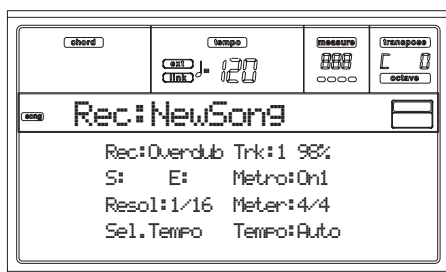 chord tempo measure transpose
ext link ♩= 120 888 C 0
octave
song Rec:NewSong
Rec:Overdub Trk:1 98%
S: E: Metro:On1
Resol:1/16 Meter:4/4
Sel.Tempo Tempo:Auto